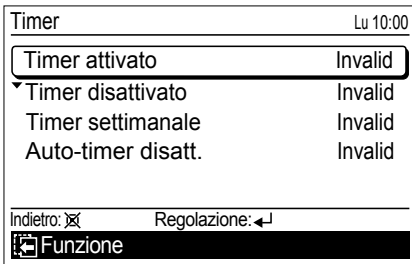 Timer Lu 10:00
Timer attivato Invalid
Timer disattivato Invalid
Timer settimanale Invalid
Auto-timer disatt. Invalid
Indietro: Regolazione:
Funzione